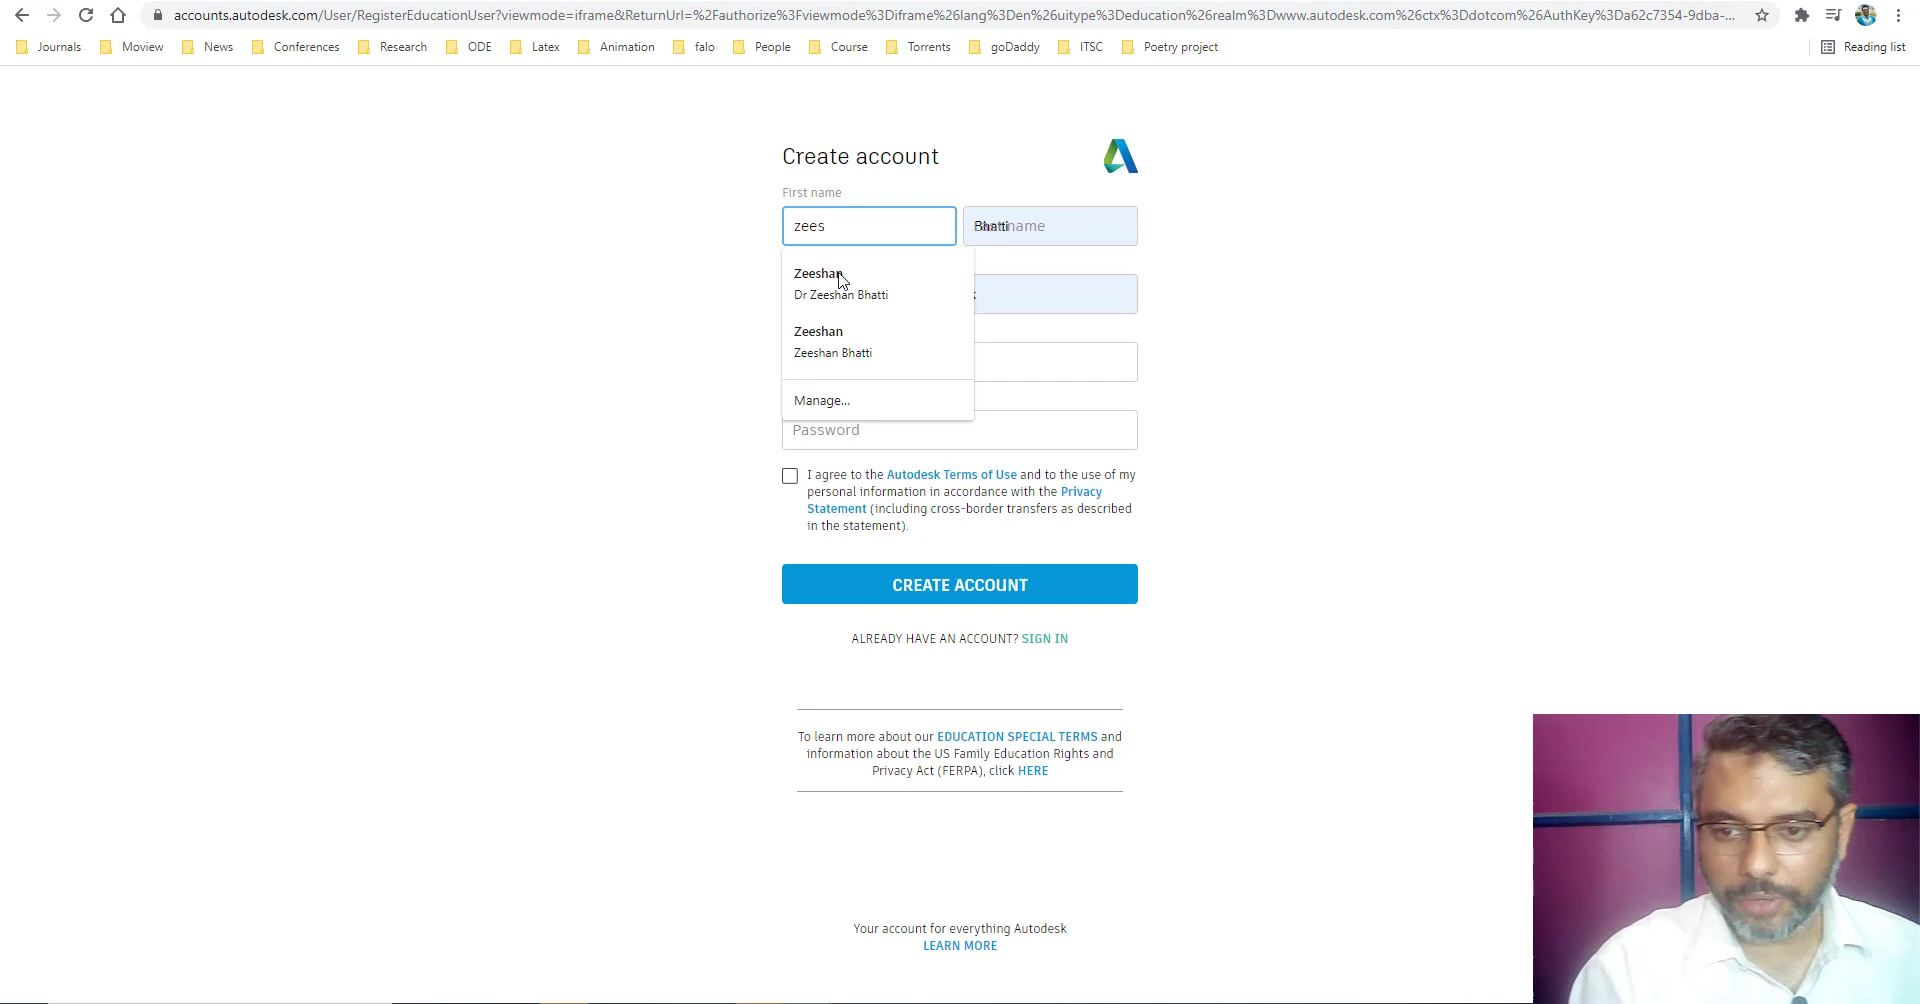 accounts.autodesk.com/User/RegisterEducationUser?viewmode=iframe&ReturnUrl=%2Fauthorize%3Fviewmode%3Diframe%26lang%3Den%26uitype%3Deducation%26realm%3Dwww.autodesk.com%26ctx%3Ddotcom%26AuthKey%3Da62c7354-9dba-...
Journals Moview News Conferences Research ODE Latex Animation falo People Course Torrents goDaddy ITSC Poetry project Reading list
Create account
First name
zees Bhatti name
Zeeshan
Dr Zeeshan Bhatti
Zeeshan
Zeeshan Bhatti
Manage...
Password
I agree to the Autodesk Terms of Use and to the use of my
personal information in accordance with the Privacy
Statement (including cross-border transfers as described
in the statement).
CREATE ACCOUNT
ALREADY HAVE AN ACCOUNT? SIGN IN
To learn more about our EDUCATION SPECIAL TERMS and
information about the US Family Education Rights and
Privacy Act (FERPA), click HERE
Your account for everything Autodesk
LEARN MORE